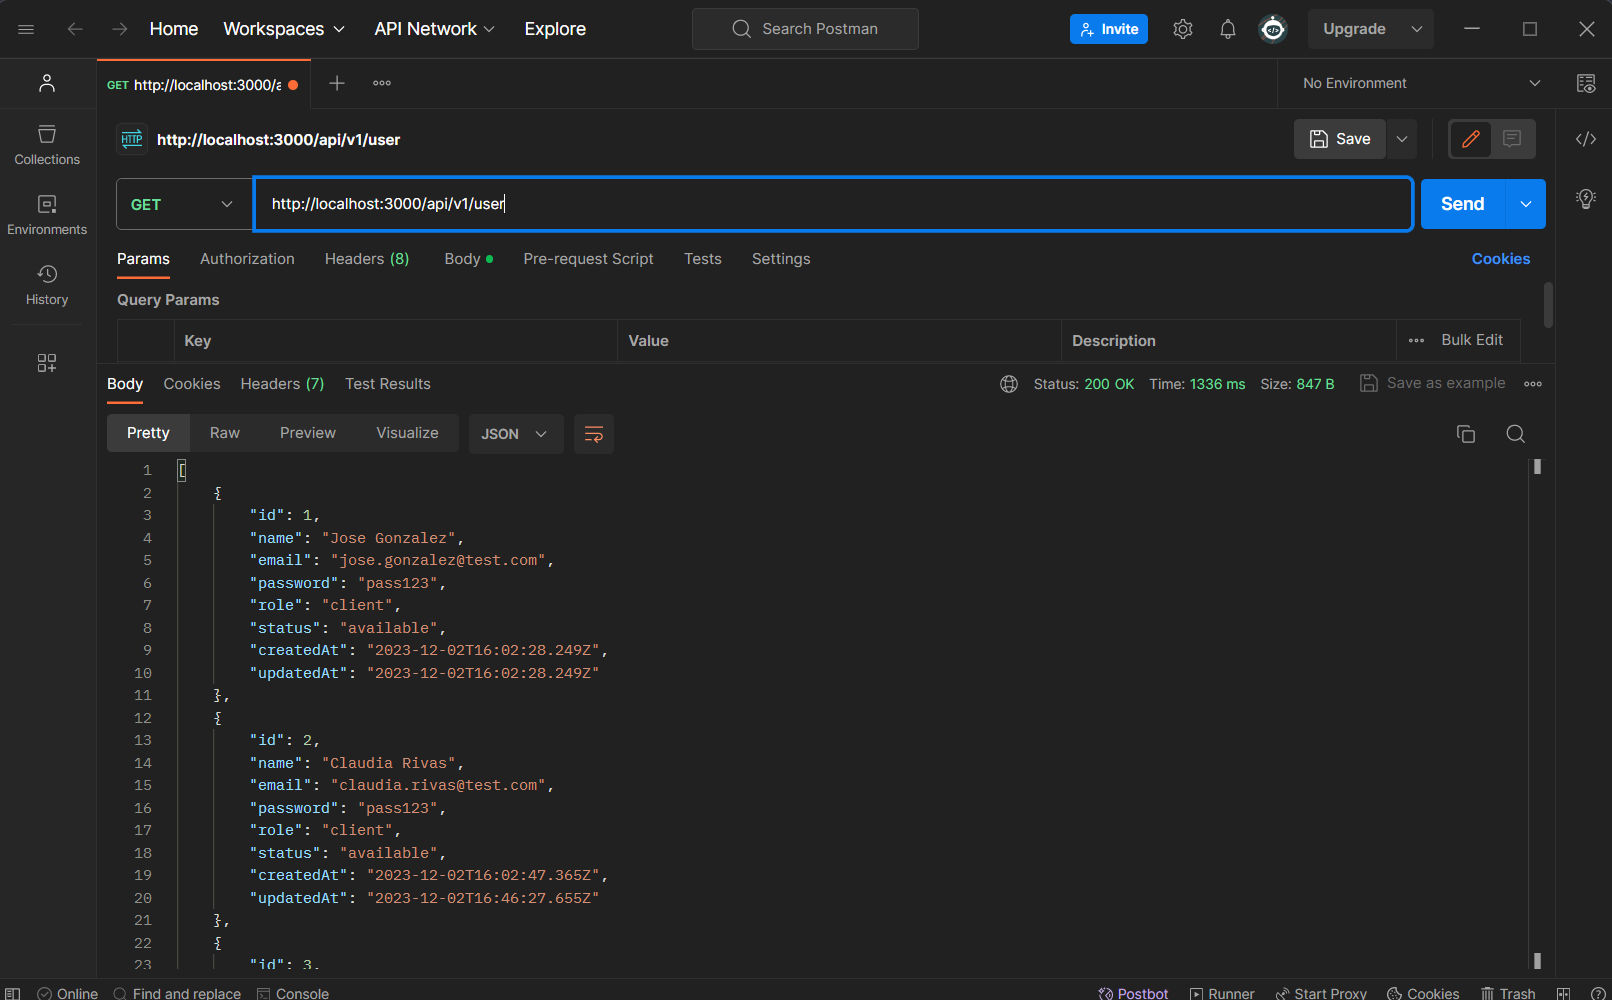 Home Workspaces API Network Explore Search Postman Invite Upgrade
GET http://localhost:3000/a No Environment
HTTP http://localhost:3000/api/v1/user Save
Collections
GET http://localhost:3000/api/v1/user Send
Environments
Params Authorization Headers (8) Body Pre-request Script Tests Settings Cookies
History
Query Params
Key Value Description Bulk Edit
Body Cookies Headers (7) Test Results Status: 200 OK Time: 1336 ms Size: 847 B Save as example
Pretty Raw Preview Visualize JSON
1 [
2 {
3 "id": 1,
4 "name": "Jose Gonzalez",
5 "email": "jose.gonzalez@test.com",
6 "password": "pass123",
7 "role": "client",
8 "status": "available",
9 "createdAt": "2023-12-02T16:02:28.249Z",
10 "updatedAt": "2023-12-02T16:02:28.249Z"
11 },
12 {
13 "id": 2,
14 "name": "Claudia Rivas",
15 "email": "claudia.rivas@test.com",
16 "password": "pass123",
17 "role": "client",
18 "status": "available",
19 "createdAt": "2023-12-02T16:02:47.365Z",
20 "updatedAt": "2023-12-02T16:46:27.655Z"
21 },
22 {
23 "id": 3,
Online Find and replace Console Postbot Runner Start Proxy Cookies Trash